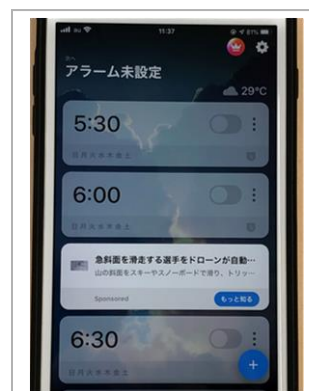 au 11:37 81%
次へ
アラーム未設定
29°C
5:30
日月火水木金土
6:00
日月火水木金土
急斜面を滑走する選手をドローンが自動…
山の斜面をスキーやスノーボードで滑り、トリッ…
Sponsored もっと知る
6:30
日月火水木金土